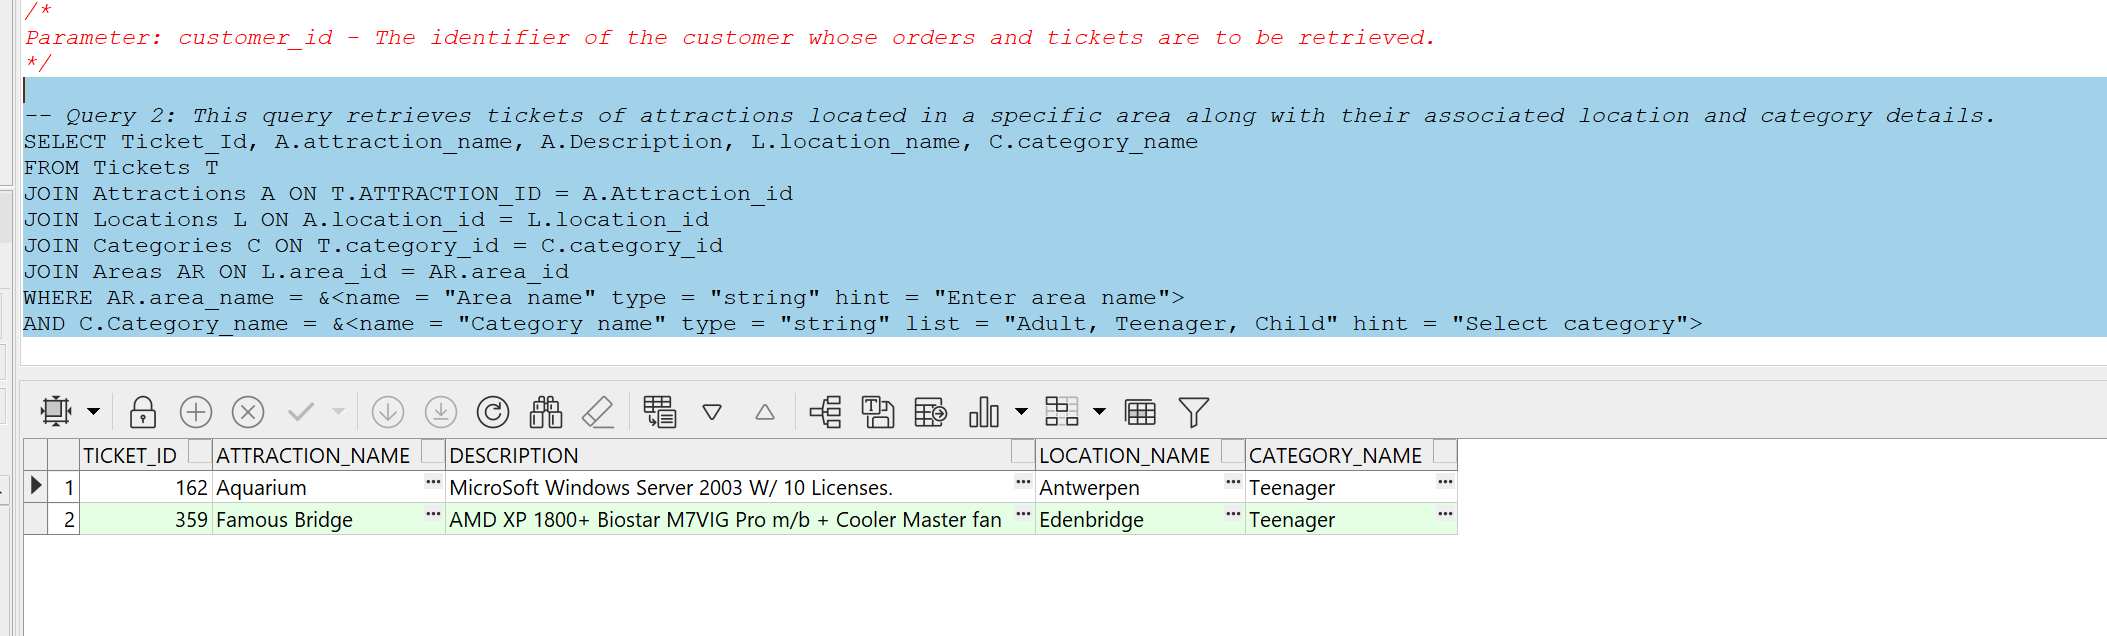 /*
Parameter: customer_id - The identifier of the customer whose orders and tickets are to be retrieved.
*/
-- Query 2: This query retrieves tickets of attractions located in a specific area along with their associated location and category details.
SELECT Ticket_Id, A.attraction_name, A.Description, L.location_name, C.category_name
FROM Tickets T
JOIN Attractions A ON T.ATTRACTION_ID = A.Attraction_id
JOIN Locations L ON A.location_id = L.location_id
JOIN Categories C ON T.category_id = C.category_id
JOIN Areas AR ON L.area_id = AR.area_id
WHERE AR.area_name = &<name = "Area name" type = "string" hint = "Enter area name">
AND C.Category_name = &<name = "Category name" type = "string" list = "Adult, Teenager, Child" hint = "Select category">
TICKET_ID ATTRACTION_NAME DESCRIPTION LOCATION_NAME CATEGORY_NAME
1 162 Aquarium ... MicroSoft Windows Server 2003 W/ 10 Licenses. ... Antwerpen ... Teenager ...
2 359 Famous Bridge ... AMD XP 1800+ Biostar M7VIG Pro m/b + Cooler Master fan ... Edenbridge ... Teenager ...